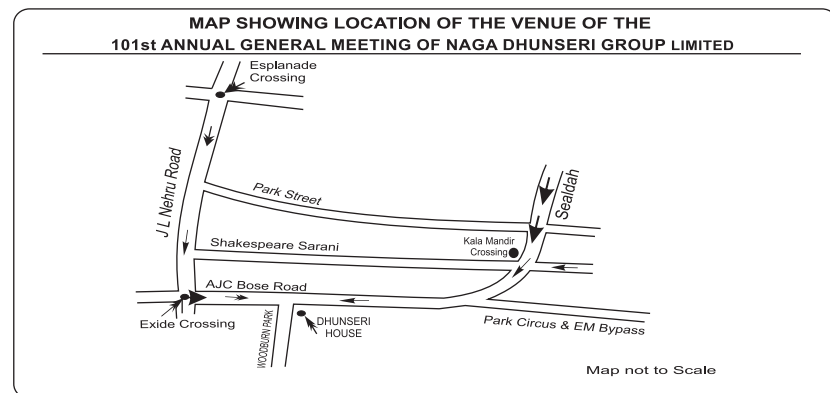 MAP SHOWING LOCATION OF THE VENUE OF THE
101st ANNUAL GENERAL MEETING OF NAGA DHUNSERI GROUP LIMITED
Esplanade
Crossing
J L Nehru Road
Park Street
Sealdah
Kala Mandir
Crossing
Shakespeare Sarani
AJC Bose Road
Exide Crossing
WOODBURN PARK
DHUNSERI
HOUSE
Park Circus & EM Bypass
Map not to Scale